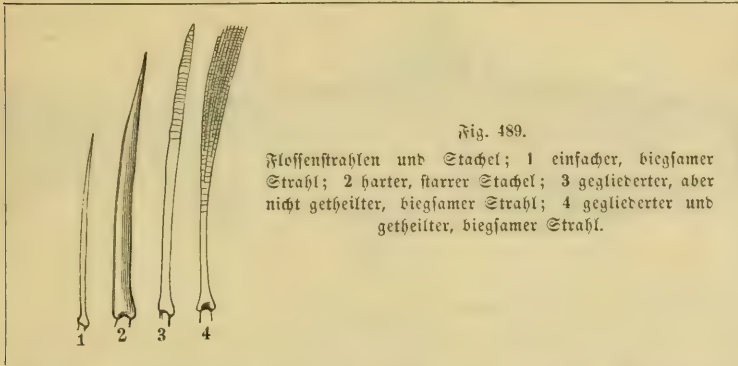 Fig. 489.
Flossenstrahlen und Stachel; 1 einfacher, biegsamer
Strahl; 2 harter, starrer Stachel; 3 gegliederter, aber
nicht getheilter, biegsamer Strahl; 4 gegliederter und
getheilter, biegsamer Strahl.
1 2 3 4